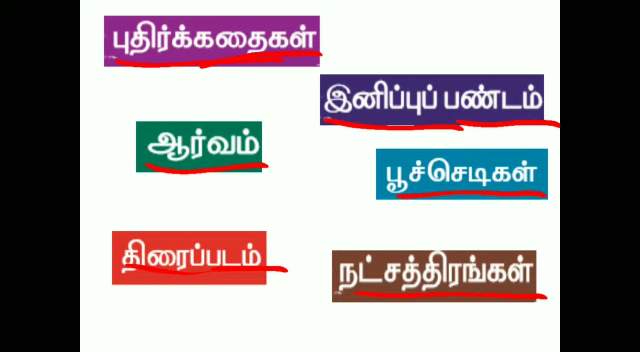 புதிர்க்கதைகள்
இனிப்புப் பண்டம்
ஆர்வம்
பூச்செடிகள்
திரைப்படம்
நட்சத்திரங்கள்